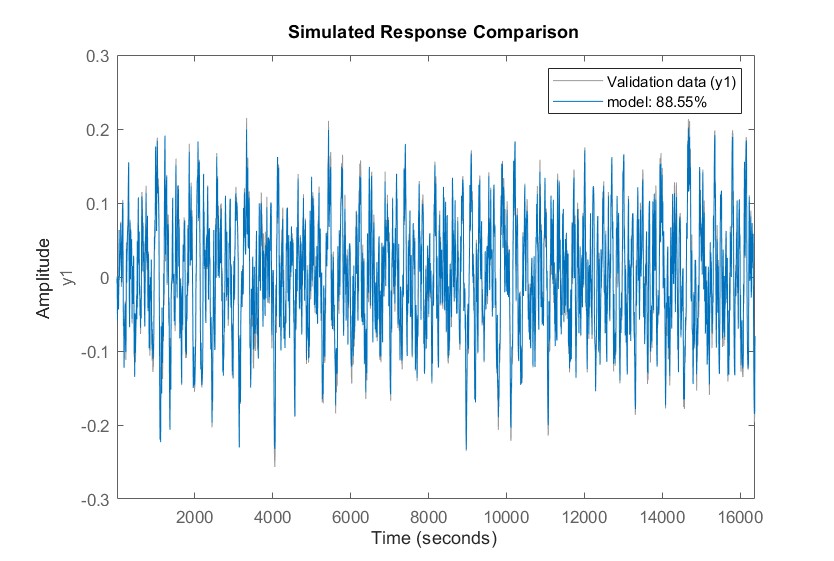 Simulated Response Comparison
0.3
0.2
0.1
0
-0.1
-0.2
-0.3
Amplitude
y1
Validation data (y1)
model: 88.55%
2000 4000 6000 8000 10000 12000 14000 16000
Time (seconds)